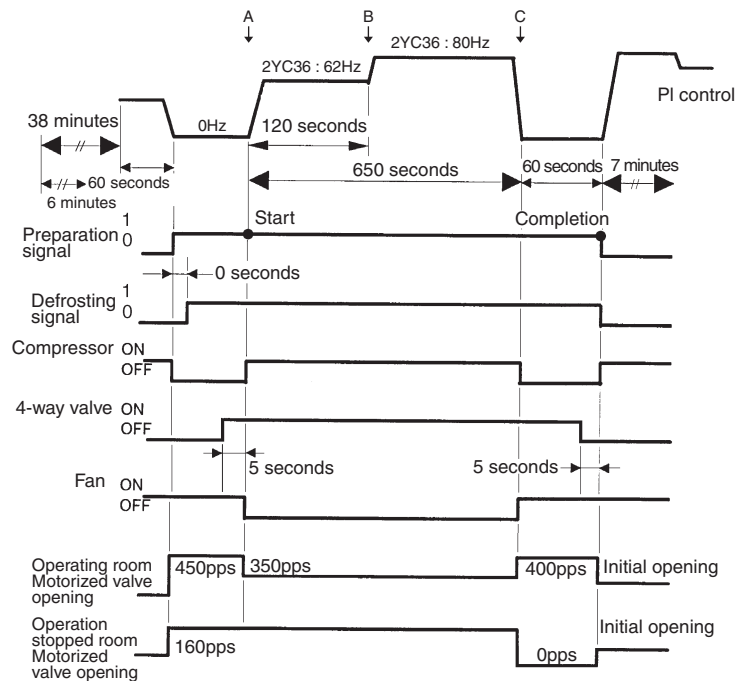 A
B
C
2YC36 : 62Hz
2YC36 : 80Hz
PI control
38 minutes
0Hz
120 seconds
60 seconds
6 minutes
650 seconds
60 seconds
7 minutes
Start
Completion
Preparation
signal
1
0
0 seconds
Defrosting
signal
1
0
Compressor
ON
OFF
4-way valve
ON
OFF
5 seconds
5 seconds
Fan
ON
OFF
Operating room
Motorized valve
opening
450pps
350pps
400pps
Initial opening
Operation
stopped room
Motorized
valve opening
160pps
0pps
Initial opening